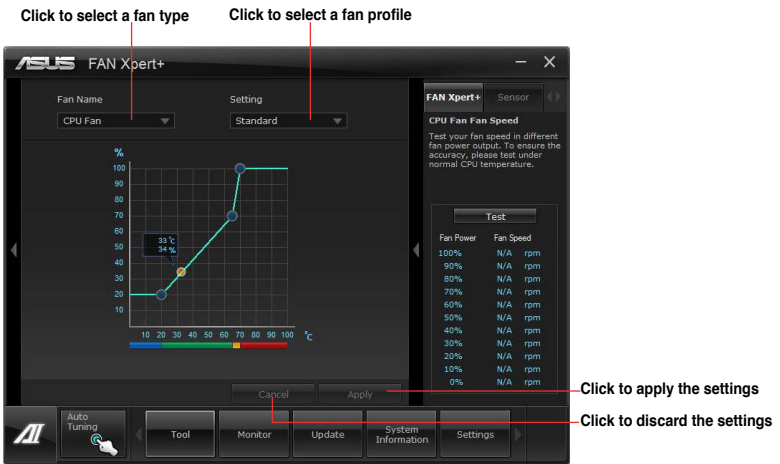 Click to select a fan type
Click to select a fan profile
ASUS FAN Xpert+
Fan Name
Setting
CPU Fan
Standard
%
100
90
80
70
60
50
40
30
20
10
33 °C
34 %
10 20 30 40 50 60 70 80 90 100 °C
FAN Xpert+
Sensor
CPU Fan Fan Speed
Test your fan speed in different
fan power output. To ensure the
accuracy, please test under
normal CPU temperature.
Test
Fan Power Fan Speed
100% N/A rpm
90% N/A rpm
80% N/A rpm
70% N/A rpm
60% N/A rpm
50% N/A rpm
40% N/A rpm
30% N/A rpm
20% N/A rpm
10% N/A rpm
0% N/A rpm
Cancel
Apply
Click to apply the settings
Click to discard the settings
AI
Auto
Tuning
Tool
Monitor
Update
System
Information
Settings